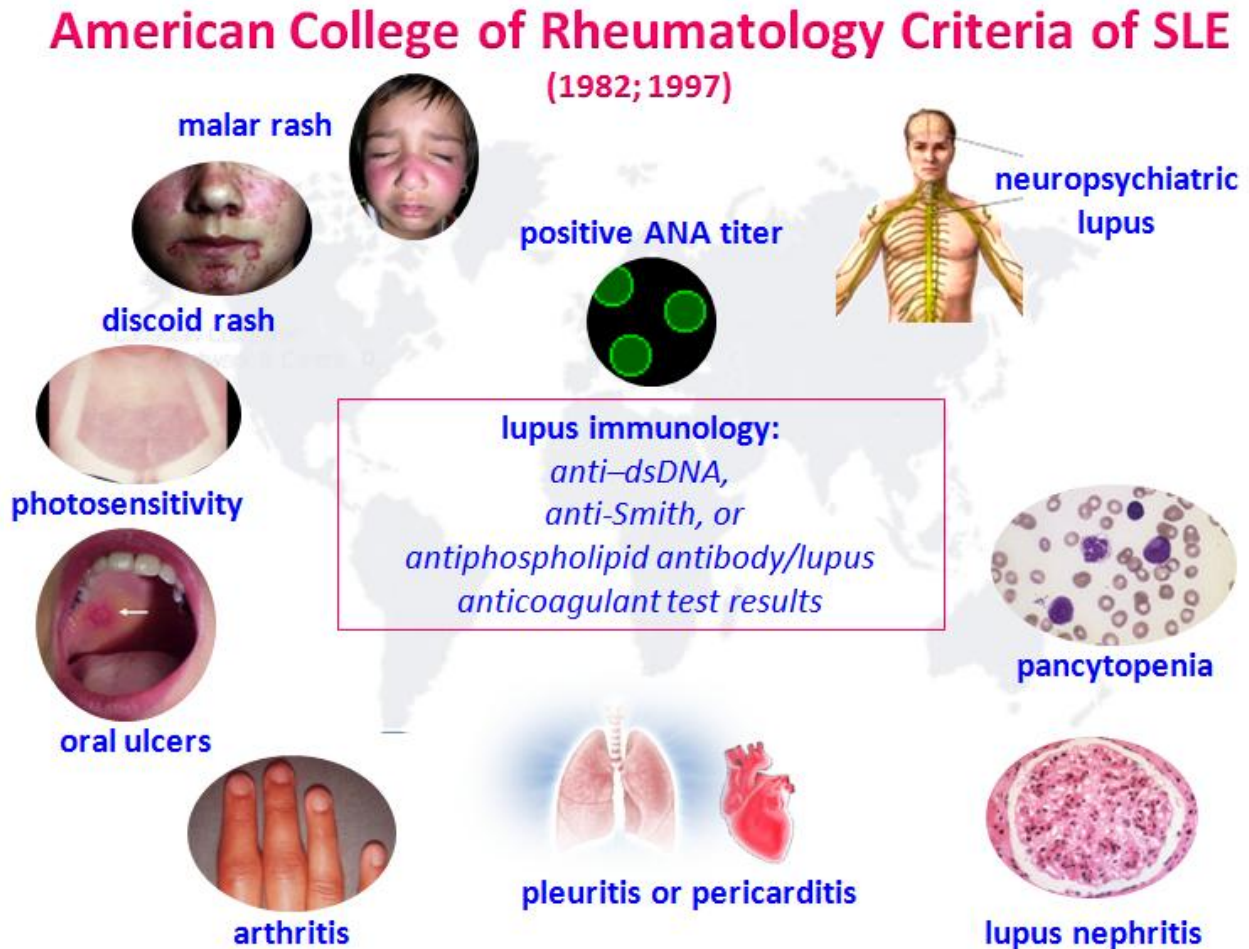 American College of Rheumatology Criteria of SLE
(1982; 1997)
malar rash
neuropsychiatric
lupus
positive ANA titer
discoid rash
lupus immunology:
anti–dsDNA,
anti-Smith, or
antiphospholipid antibody/lupus
anticoagulant test results
photosensitivity
pancytopenia
oral ulcers
pleuritis or pericarditis
arthritis
lupus nephritis